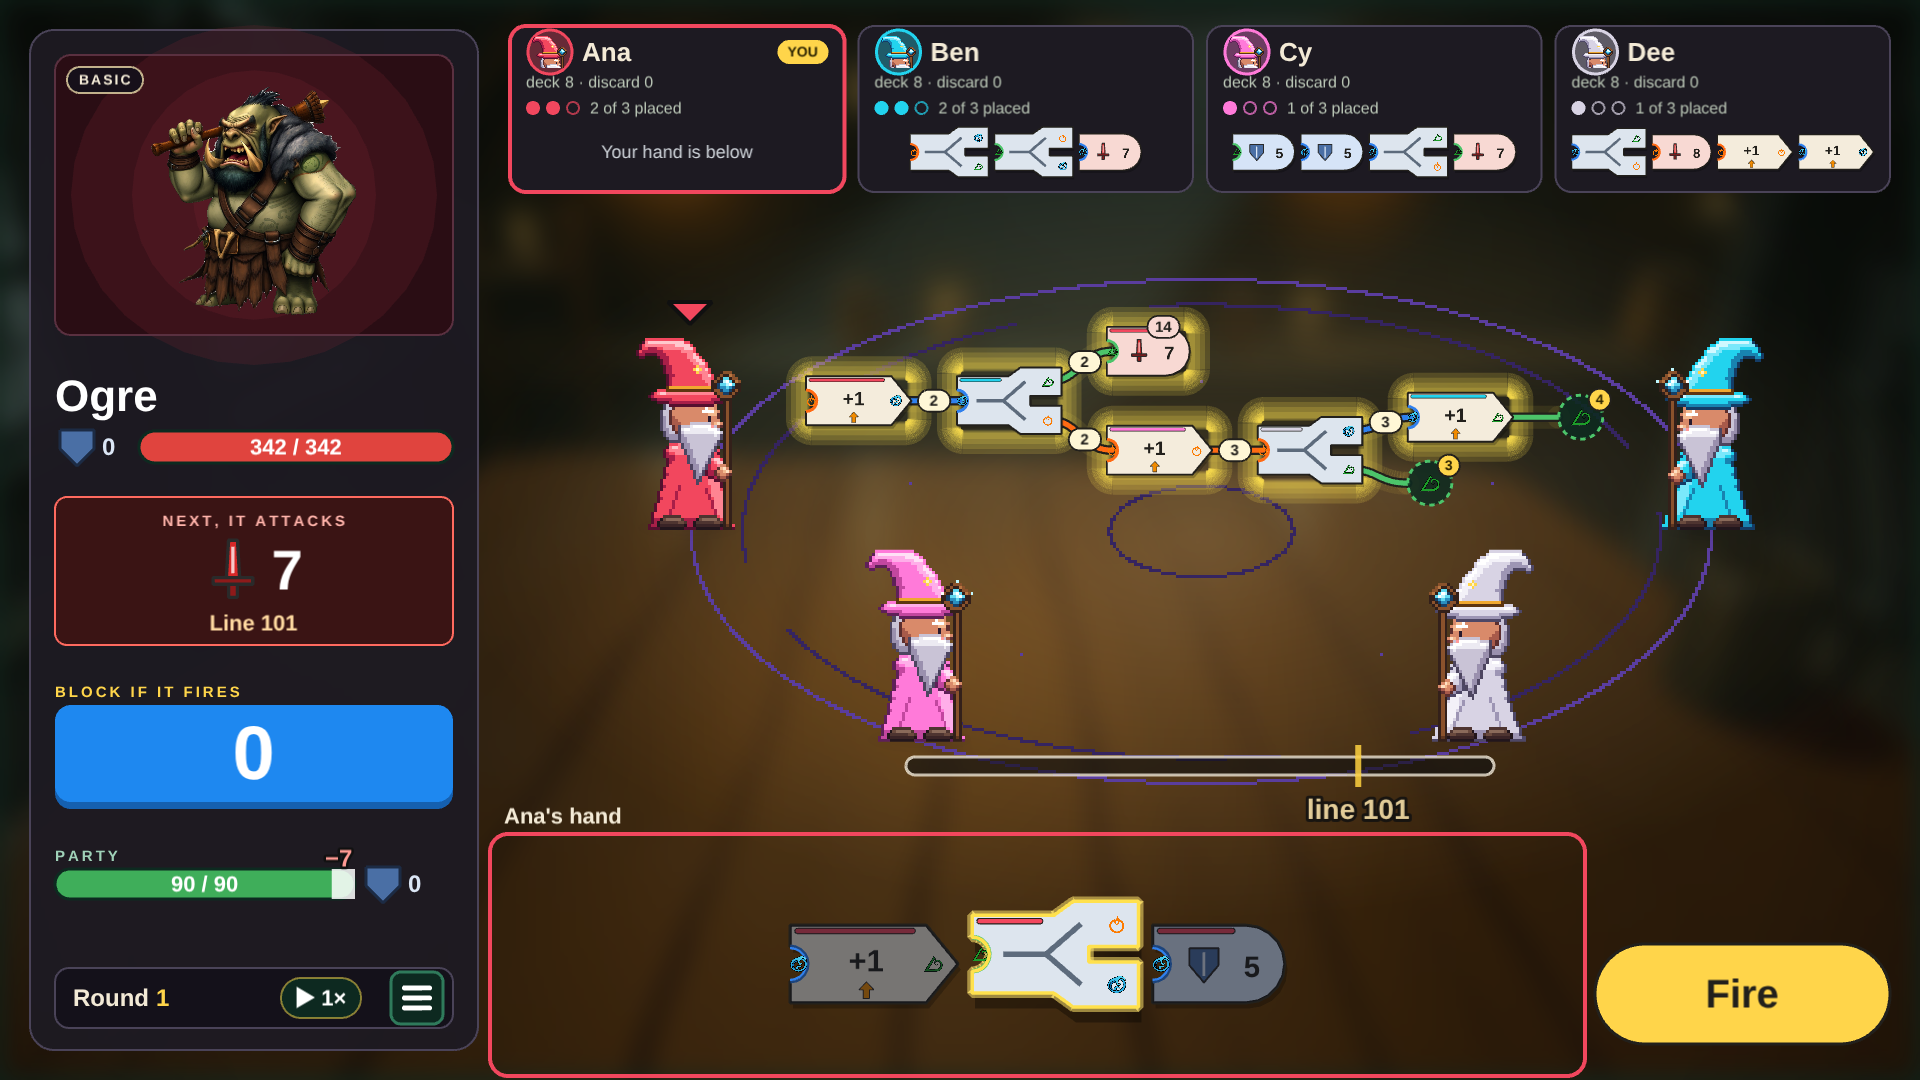 BASIC
Ogre
0
342 / 342
NEXT, IT ATTACKS
7
Line 101
BLOCK IF IT FIRES
0
PARTY
−7
90 / 90
0
Round 1
1×
Ana
YOU
deck 8 · discard 0
2 of 3 placed
Your hand is below
Ben
deck 8 · discard 0
2 of 3 placed
7
Cy
deck 8 · discard 0
1 of 3 placed
5
5
7
Dee
deck 8 · discard 0
1 of 3 placed
8
+1
+1
14
7
2
+1
2
2
+1
3
3
+1
4
3
line 101
Ana's hand
+1
5
Fire